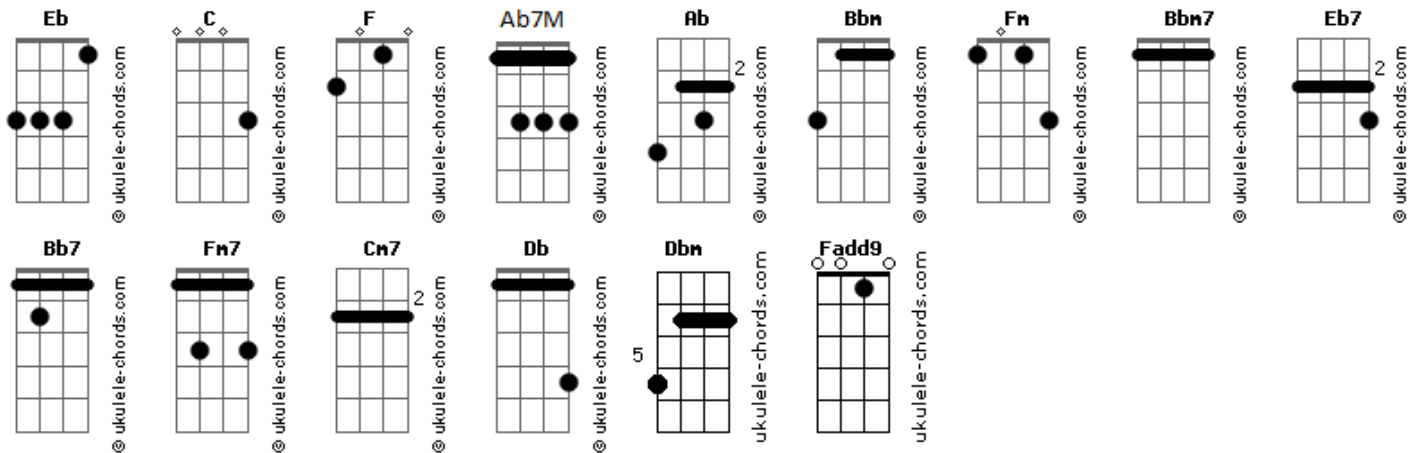 Eb C F Ab7M Ab Bbm Fm Bbm7 Eb7
2 2
© ukulele-chords.com © ukulele-chords.com © ukulele-chords.com © ukulele-chords.com © ukulele-chords.com © ukulele-chords.com © ukulele-chords.com © ukulele-chords.com © ukulele-chords.com
Bb7 Fm7 Cm7 Db Dbm Fadd9
2
5
© ukulele-chords.com © ukulele-chords.com © ukulele-chords.com © ukulele-chords.com ukulele-chords.com ukulele-chords.com